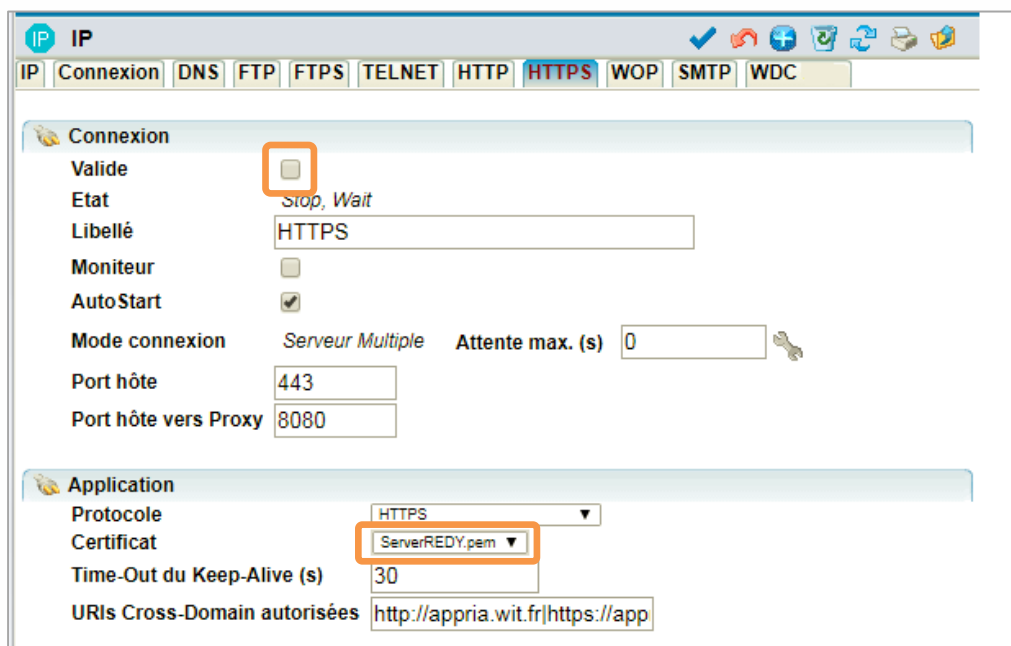 IP IP
IP Connexion DNS FTP FTPS TELNET HTTP HTTPS WOP SMTP WDC
Connexion
Valide
Etat Stop, Wait
Libellé HTTPS
Moniteur
AutoStart
Mode connexion Serveur Multiple Attente max. (s) 0
Port hôte 443
Port hôte vers Proxy 8080
Application
Protocole HTTPS
Certificat ServerREDY.pem
Time-Out du Keep-Alive (s) 30
URIs Cross-Domain autorisées http://appria.wit.fr|https://app